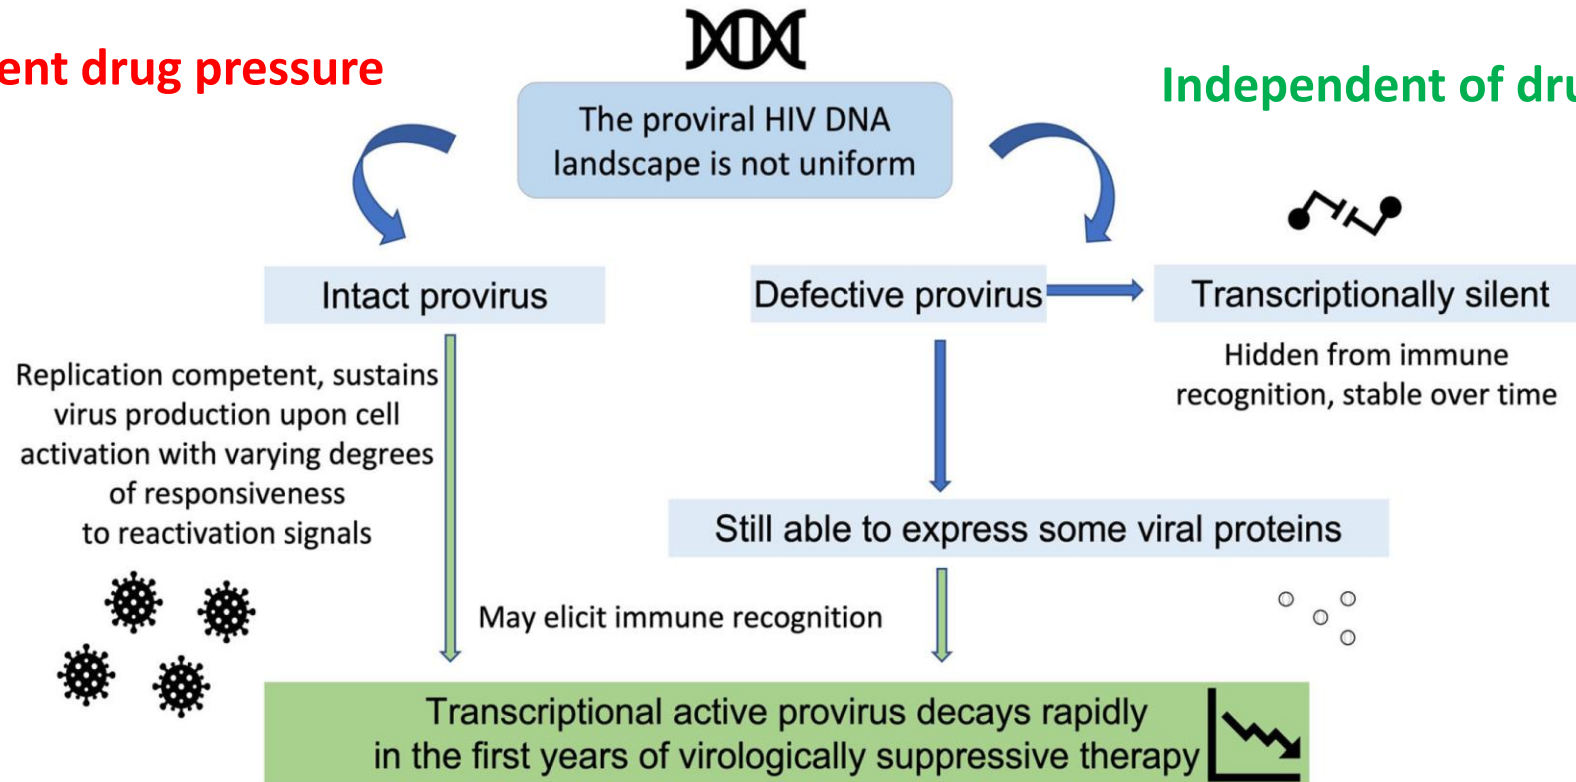 drug pressure
Independent of
The proviral HIV DNA
landscape is not uniform
Intact provirus
Defective provirus
Transcriptionally silent
Replication competent, sustains
virus production upon cell
activation with varying degrees
of responsiveness
to reactivation signals
Hidden from immune
recognition, stable over time
Still able to express some viral proteins
May elicit immune recognition
Transcriptional active provirus decays rapidly
in the first years of virologically suppressive therapy